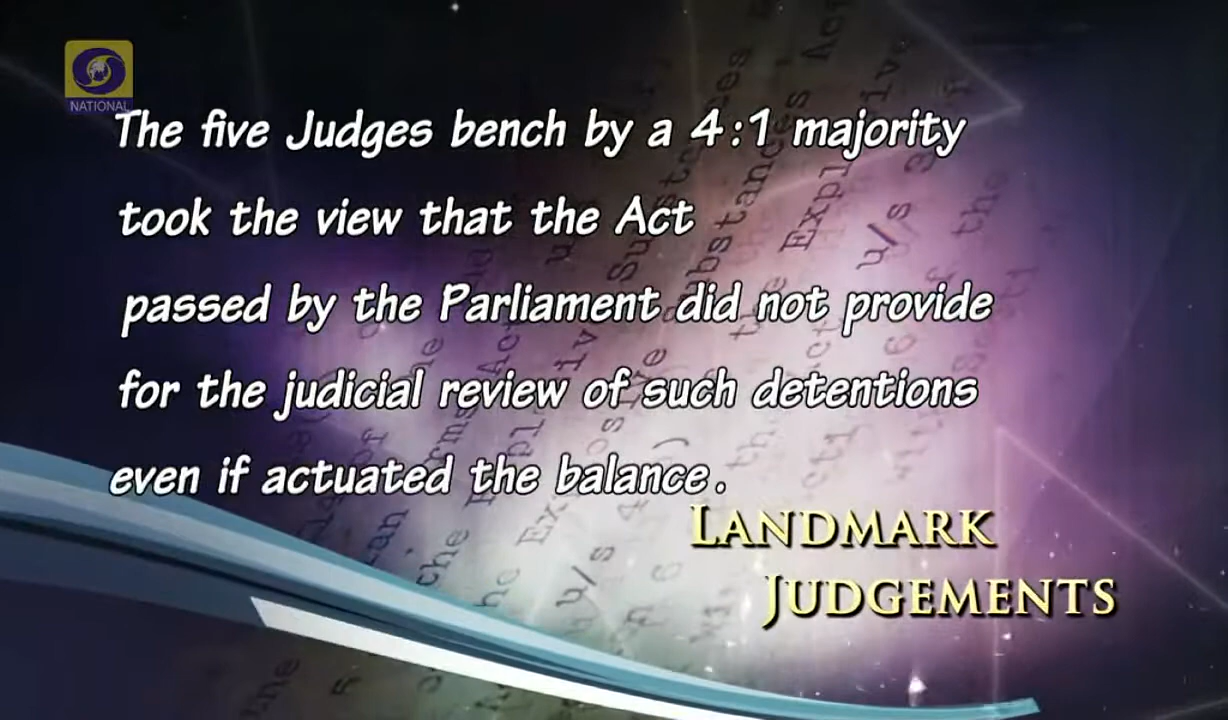 NATIONAL
The five Judges bench by a 4:1 majority
took the view that the Act
passed by the Parliament did not provide
for the judicial review of such detentions
even if actuated the balance.
LANDMARK
JUDGEMENTS